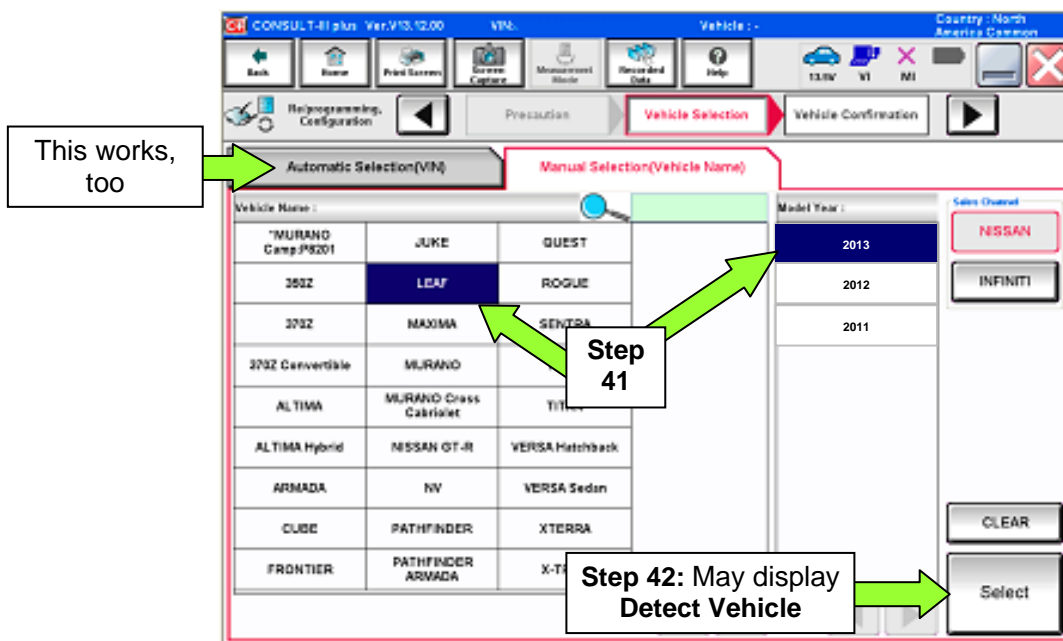 CONSULT-III plus Ver.V13.12.00 VIN:. Vehicle : - Country : North America Common
Back
Home
Print Screen
Screen Capture
Measurement Mode
Recorded Data
Help
13.1V
VI
MI
Reiprogramming, Configuration
Precaution
Vehicle Selection
Vehicle Confirmation
This works, too
Automatic Selection(VIN)
Manual Selection(Vehicle Name)
Vehicle Name :
Model Year :
Sales Channel
*MURANO Camp:P8201
JUKE
QUEST
2013
NISSAN
350Z
LEAF
ROGUE
2012
INFINITI
370Z
MAXIMA
SENTRA
2011
Step 41
370Z Convertible
MURANO
ALTIMA
MURANO Cross Cabriolet
ALTIMA Hybrid
NISSAN GT-R
VERSA Hatchback
ARMADA
NV
VERSA Sedan
CUBE
PATHFINDER
XTERRA
CLEAR
FRONTIER
PATHFINDER ARMADA
Step 42: May display
Detect Vehicle
Select